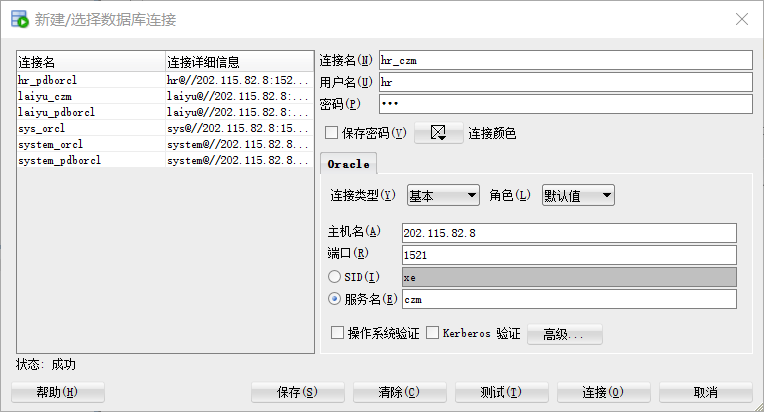 新建/选择数据库连接
连接名 连接详细信息
hr_pdborcl hr@//202.115.82.8:152...
laiyu_czm laiyu@//202.115.82.8:...
laiyu_pdborcl laiyu@//202.115.82.8:...
sys_orcl sys@//202.115.82.8:15...
system_orcl system@//202.115.82.8...
system_pdborcl system@//202.115.82.8...
连接名(N) hr_czm
用户名(U) hr
密码(P) •••
保存密码(V) 连接颜色
Oracle
连接类型(Y) 基本 角色(L) 默认值
主机名(A) 202.115.82.8
端口(R) 1521
SID(I) xe
服务名(E) czm
操作系统验证 Kerberos 验证 高级...
状态: 成功
帮助(H) 保存(S) 清除(C) 测试(T) 连接(O) 取消